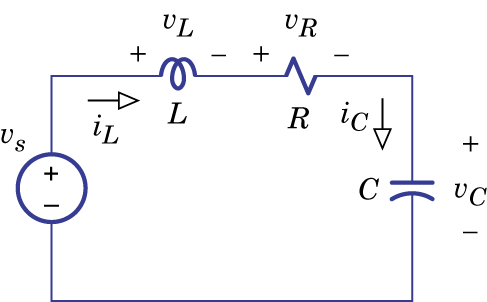 v_L v_R
+ − + −
i_L L R i_C
v_s + − C + v_C −